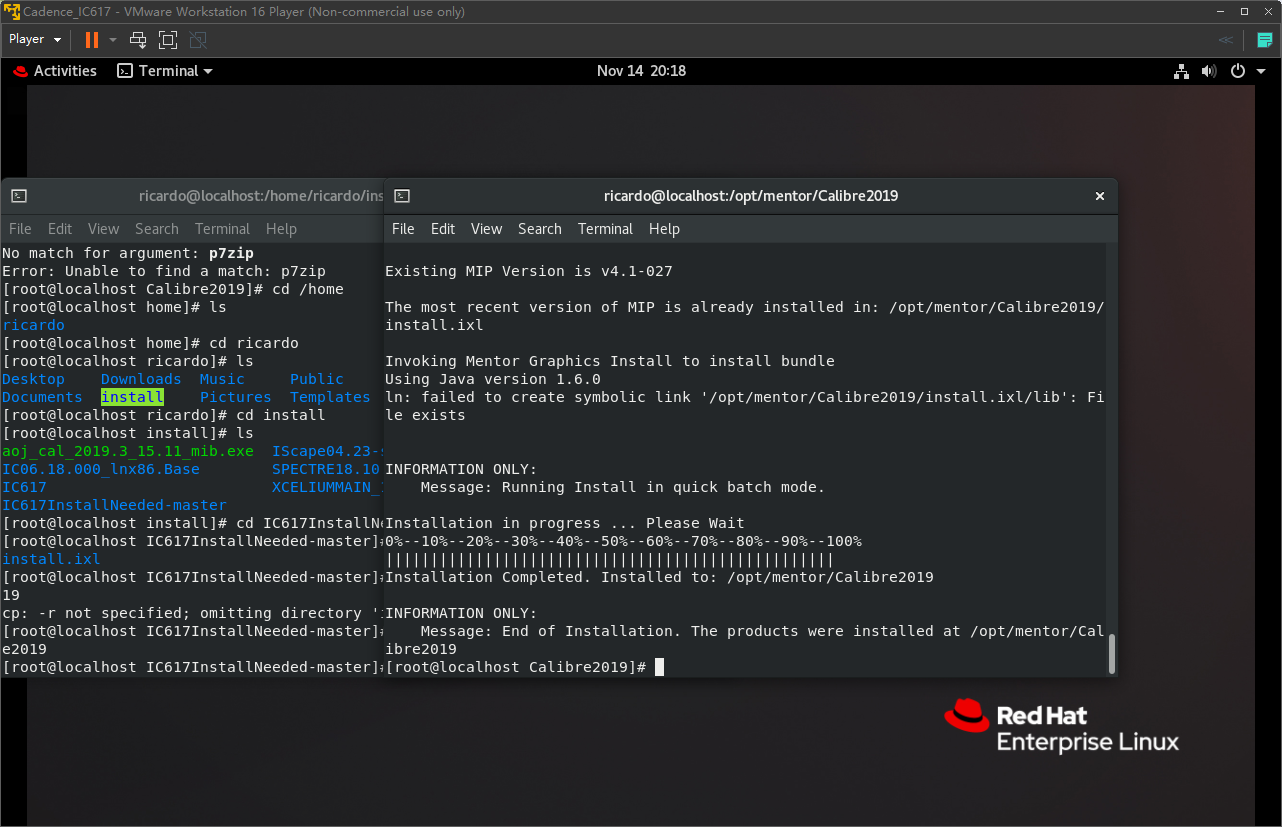 Cadence_IC617 - VMware Workstation 16 Player (Non-commercial use only)
Player
Activities
Terminal
Nov 14 20:18
ricardo@localhost:/home/ricardo/ins
File Edit View Search Terminal Help
No match for argument: p7zip
Error: Unable to find a match: p7zip
[root@localhost Calibre2019]# cd /home
[root@localhost home]# ls
ricardo
[root@localhost home]# cd ricardo
[root@localhost ricardo]# ls
Desktop Downloads Music Public
Documents install Pictures Templates
[root@localhost ricardo]# cd install
[root@localhost install]# ls
aoj_cal_2019.3_15.11_mib.exe IScape04.23-s
IC06.18.000_lnx86.Base SPECTRE18.10
IC617 XCELIUMMAIN_
IC617InstallNeeded-master
[root@localhost install]# cd IC617InstallNe
[root@localhost IC617InstallNeeded-master]#
install.ixl
[root@localhost IC617InstallNeeded-master]#
19
cp: -r not specified; omitting directory '
[root@localhost IC617InstallNeeded-master]#
e2019
[root@localhost IC617InstallNeeded-master]#
ricardo@localhost:/opt/mentor/Calibre2019
File Edit View Search Terminal Help
Existing MIP Version is v4.1-027
The most recent version of MIP is already installed in: /opt/mentor/Calibre2019/
install.ixl
Invoking Mentor Graphics Install to install bundle
Using Java version 1.6.0
ln: failed to create symbolic link '/opt/mentor/Calibre2019/install.ixl/lib': Fi
le exists
INFORMATION ONLY:
Message: Running Install in quick batch mode.
Installation in progress ... Please Wait
0%--10%--20%--30%--40%--50%--60%--70%--80%--90%--100%
||||||||||||||||||||||||||||||||||||||||||||||||||
Installation Completed. Installed to: /opt/mentor/Calibre2019
INFORMATION ONLY:
Message: End of Installation. The products were installed at /opt/mentor/Cal
ibre2019
[root@localhost Calibre2019]#
Red Hat
Enterprise Linux